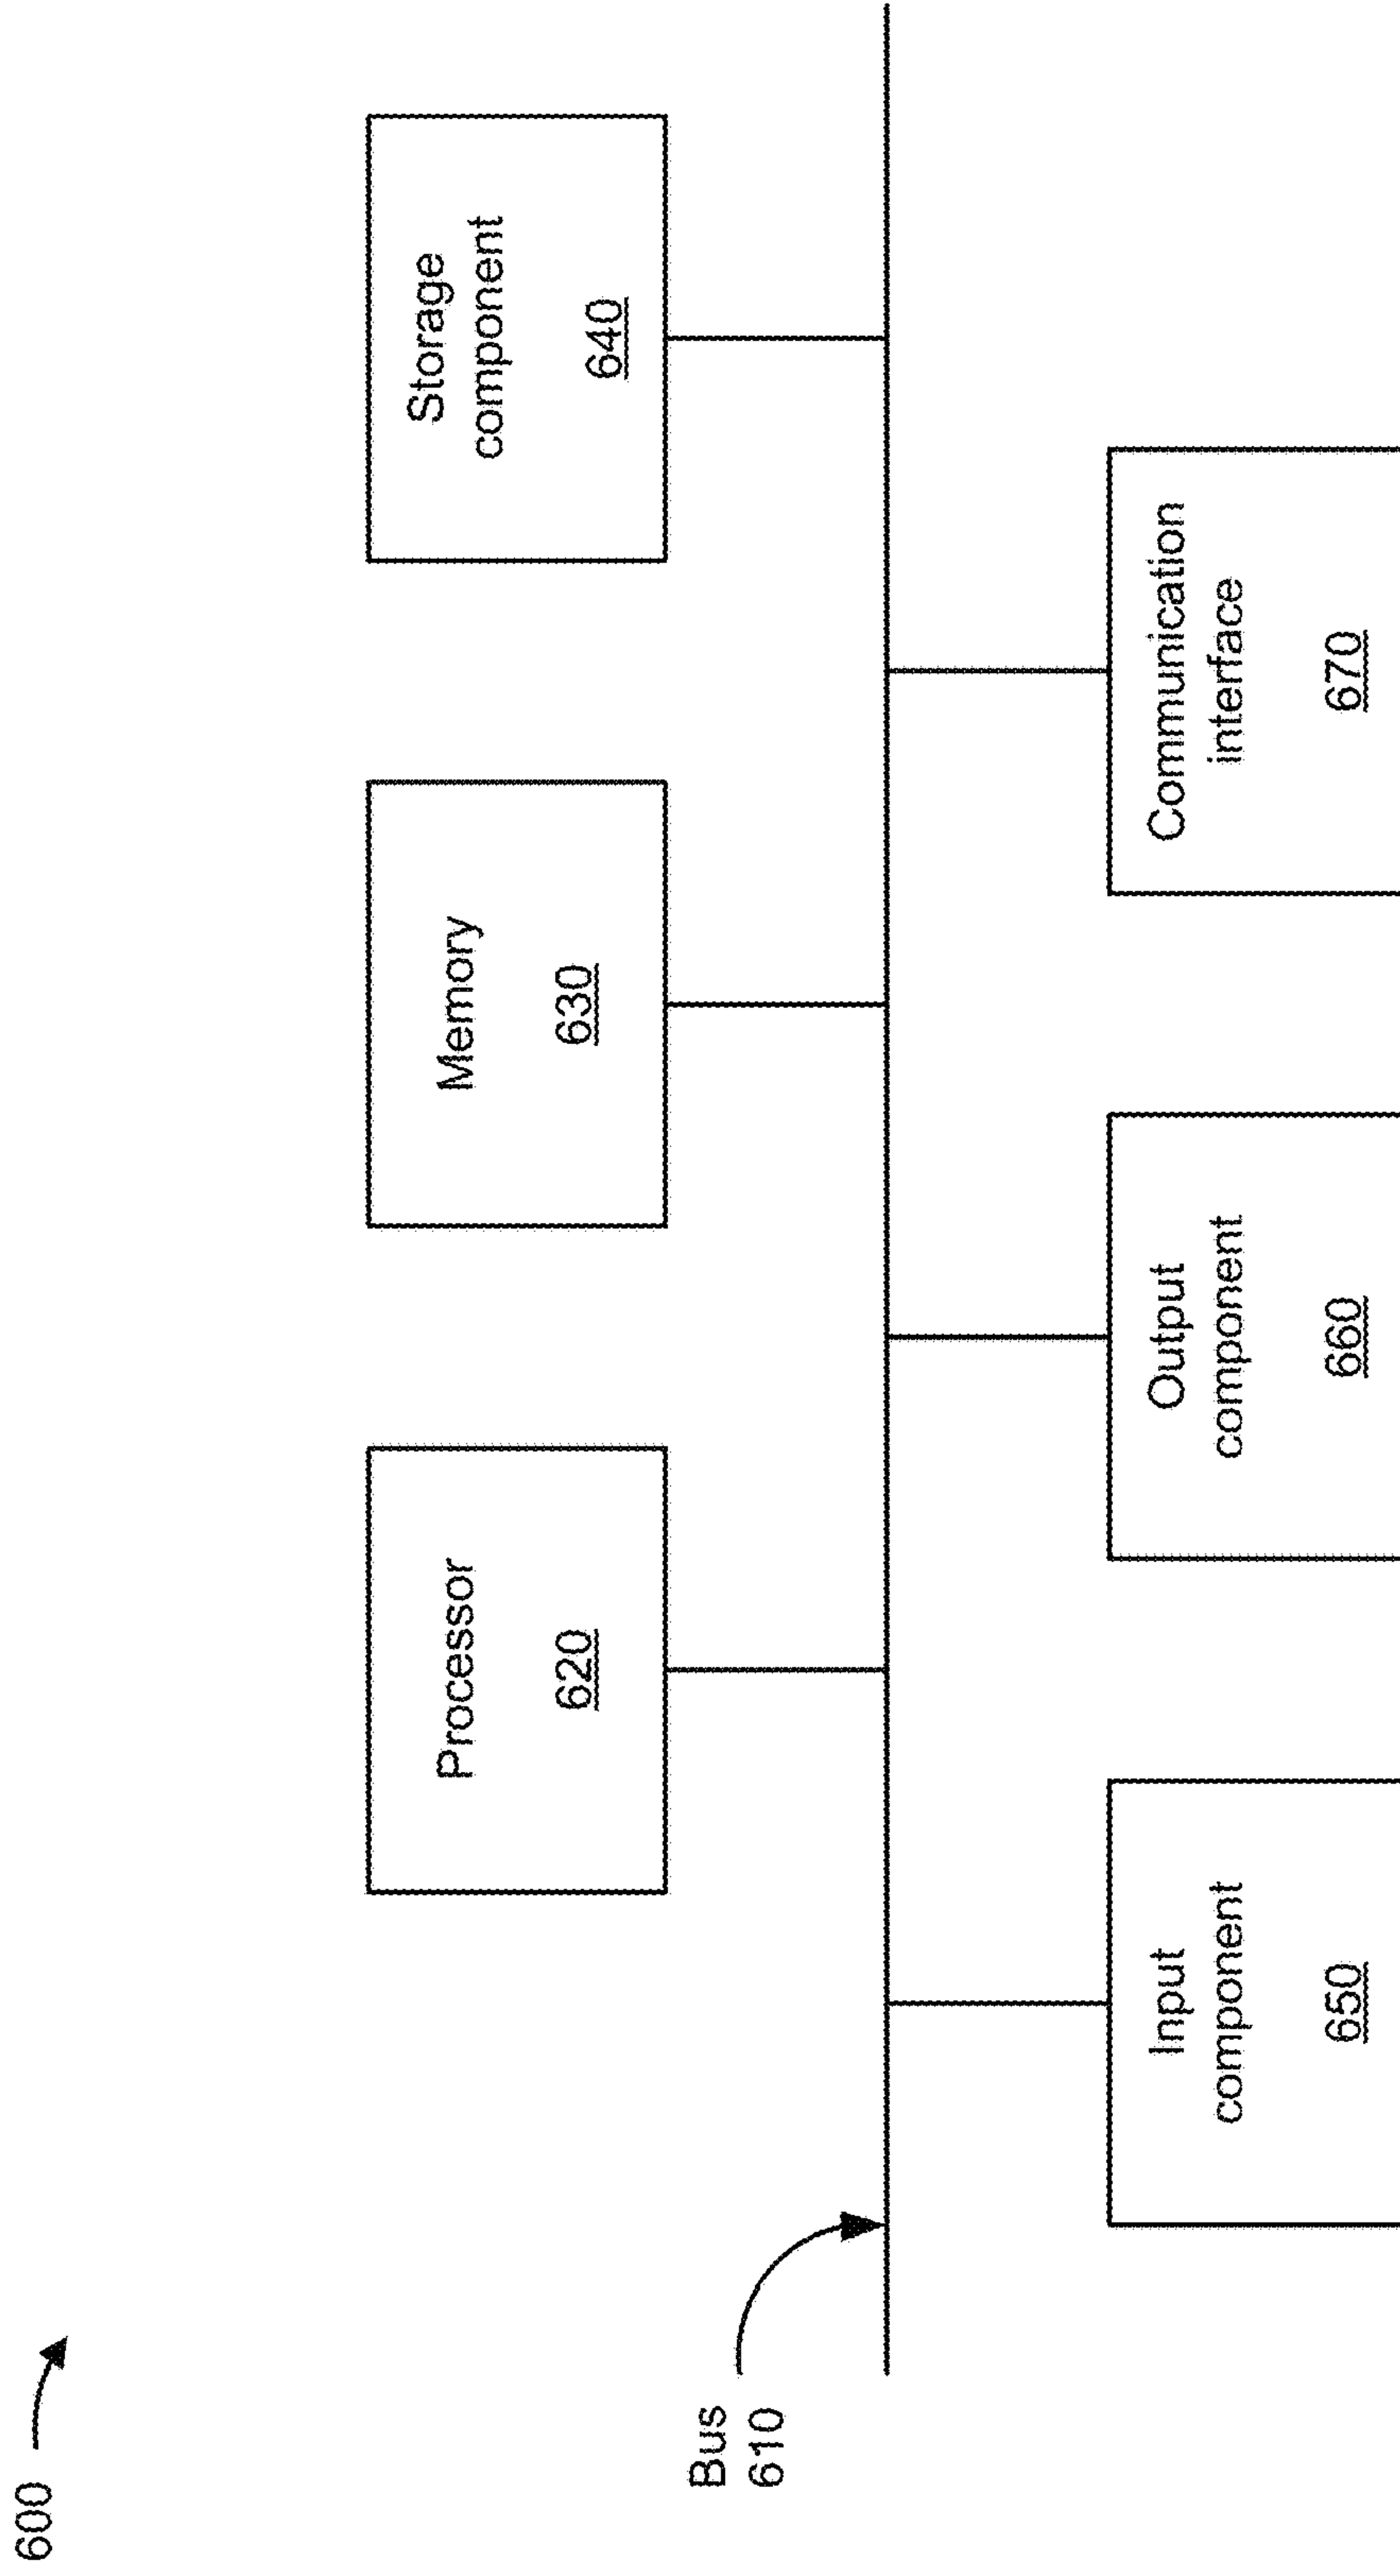 600
Bus
610
Processor
620
Memory
630
Storage
component
640
Input
component
650
Output
component
660
Communication
interface
670